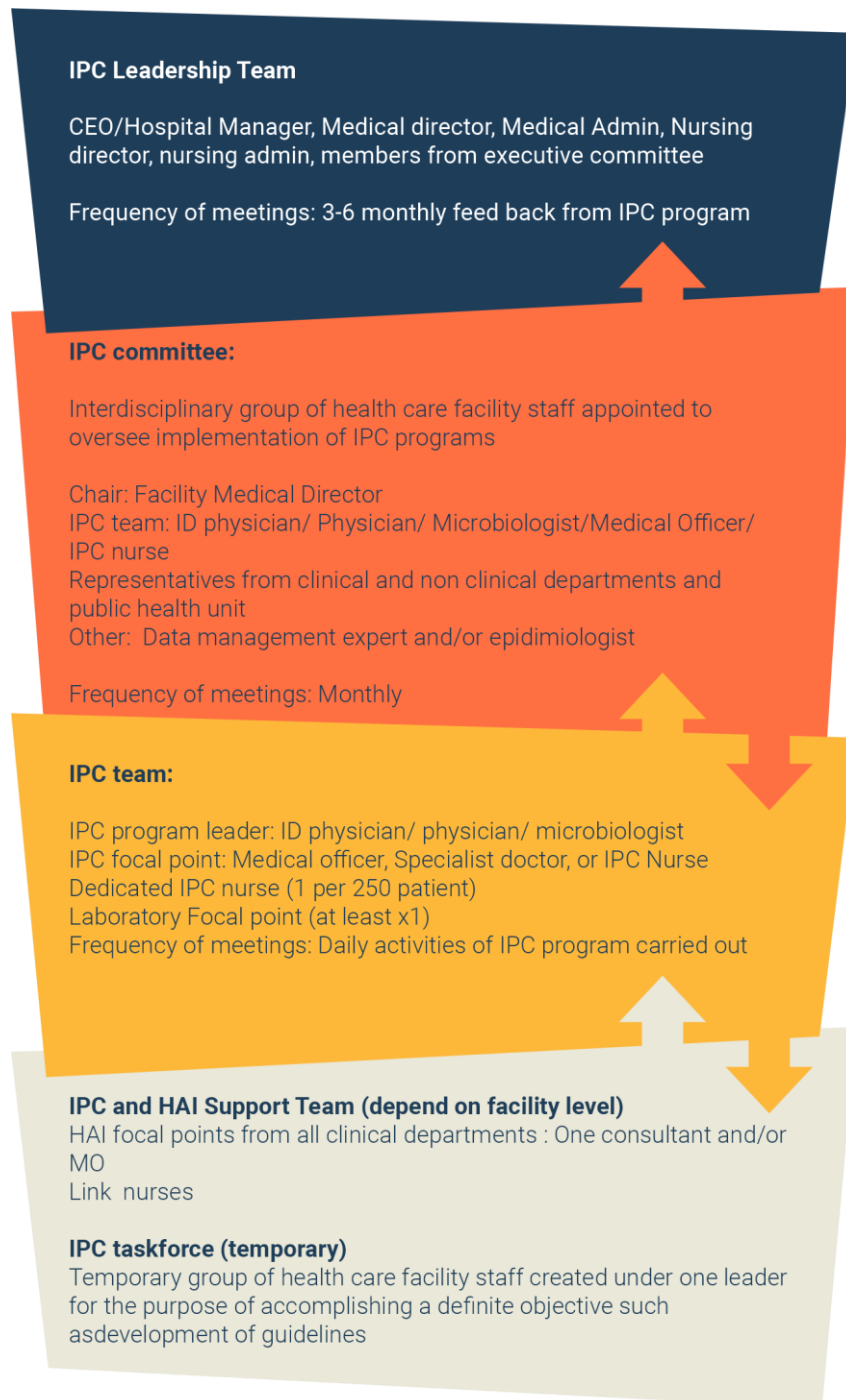 IPC Leadership Team
CEO/Hospital Manager, Medical director, Medical Admin, Nursing
director, nursing admin, members from executive committee
Frequency of meetings: 3-6 monthly feed back from IPC program
IPC committee:
Interdisciplinary group of health care facility staff appointed to
oversee implementation of IPC programs
Chair: Facility Medical Director
IPC team: ID physician/ Physician/ Microbiologist/Medical Officer/
IPC nurse
Representatives from clinical and non clinical departments and
public health unit
Other:  Data management expert and/or epidimiologist
Frequency of meetings: Monthly
IPC team:
IPC program leader: ID physician/ physician/ microbiologist
IPC focal point: Medical officer, Specialist doctor, or IPC Nurse
Dedicated IPC nurse (1 per 250 patient)
Laboratory Focal point (at least x1)
Frequency of meetings: Daily activities of IPC program carried out
IPC and HAI Support Team (depend on facility level)
HAI focal points from all clinical departments : One consultant and/or
MO
Link  nurses
IPC taskforce (temporary)
Temporary group of health care facility staff created under one leader
for the purpose of accomplishing a definite objective such
asdevelopment of guidelines